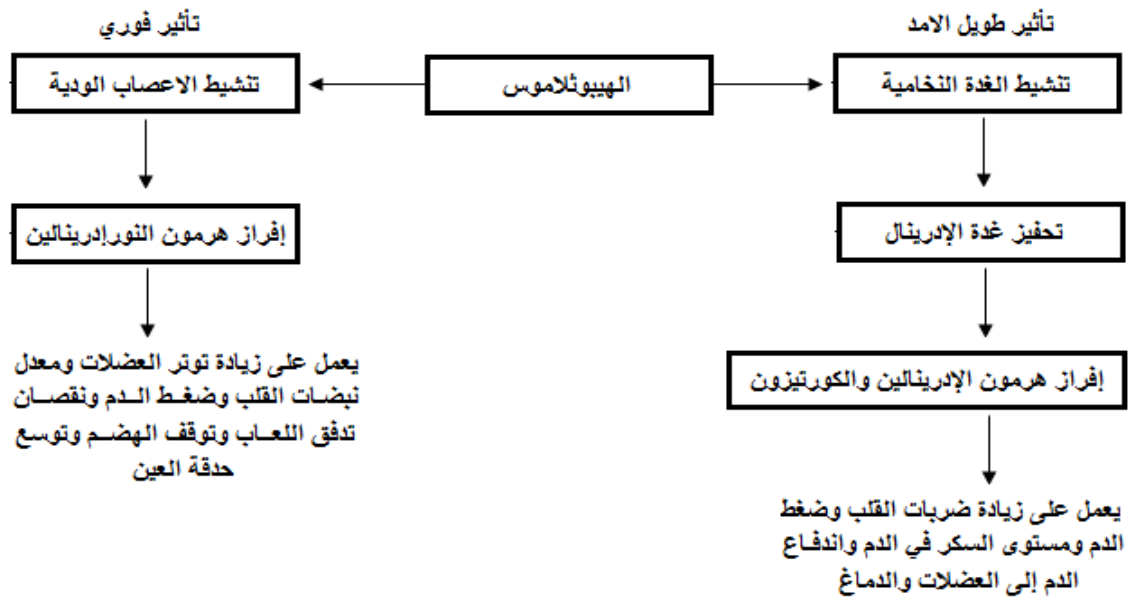 تأثير طويل الامد
تأثير فوري
تنشيط الغدة النخامية
الهيبوثلاموس
تنشيط الاعصاب الودية
تحفيز غدة الإدرينال
إفراز هرمون النورإدرينالين
إفراز هرمون الإدرينالين والكورتيزون
يعمل على زيادة توتر العضلات ومعدل
نبضات القلب وضغط الدم ونقصان
تدفق اللعاب وتوقف الهضم وتوسع
حدقة العين
يعمل على زيادة ضربات القلب وضغط
الدم ومستوى السكر في الدم واندفاع
الدم إلى العضلات والدماغ